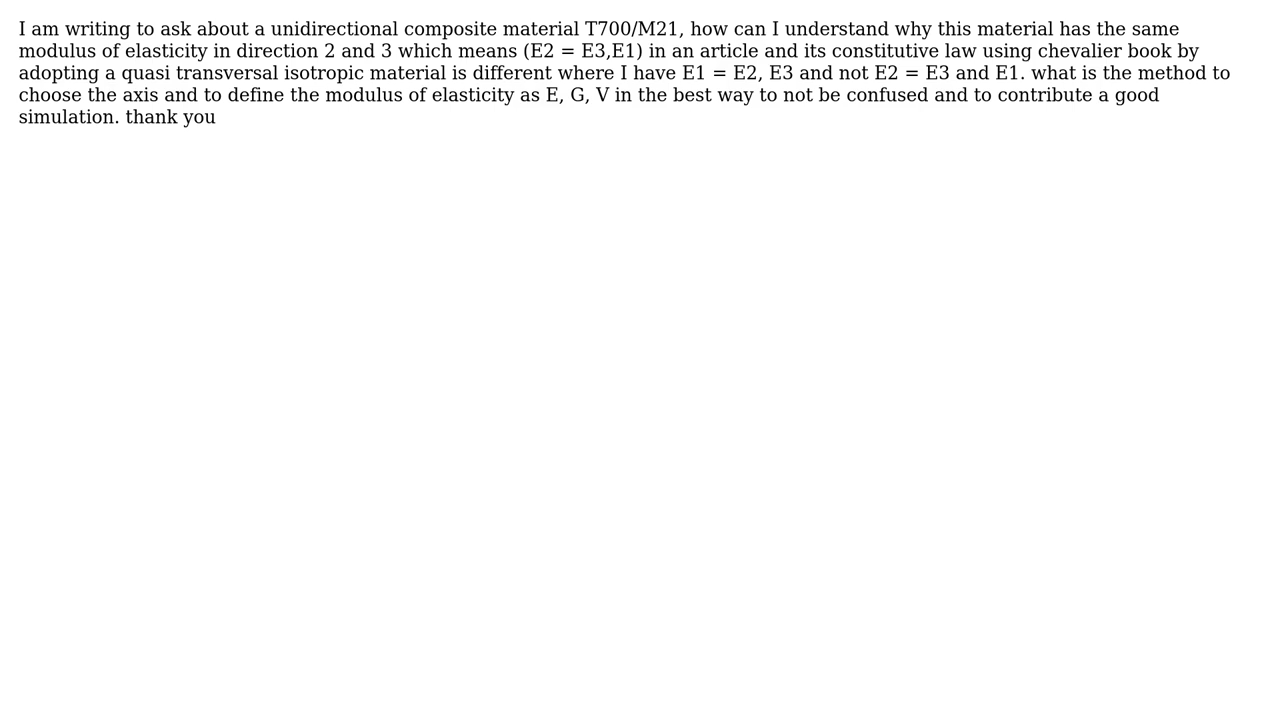 I am writing to ask about a unidirectional composite material T700/M21, how can I understand why this material has the same
modulus of elasticity in direction 2 and 3 which means (E2 = E3,E1) in an article and its constitutive law using chevalier book by
adopting a quasi transversal isotropic material is different where I have E1 = E2, E3 and not E2 = E3 and E1. what is the method to
choose the axis and to define the modulus of elasticity as E, G, V in the best way to not be confused and to contribute a good
simulation. thank you